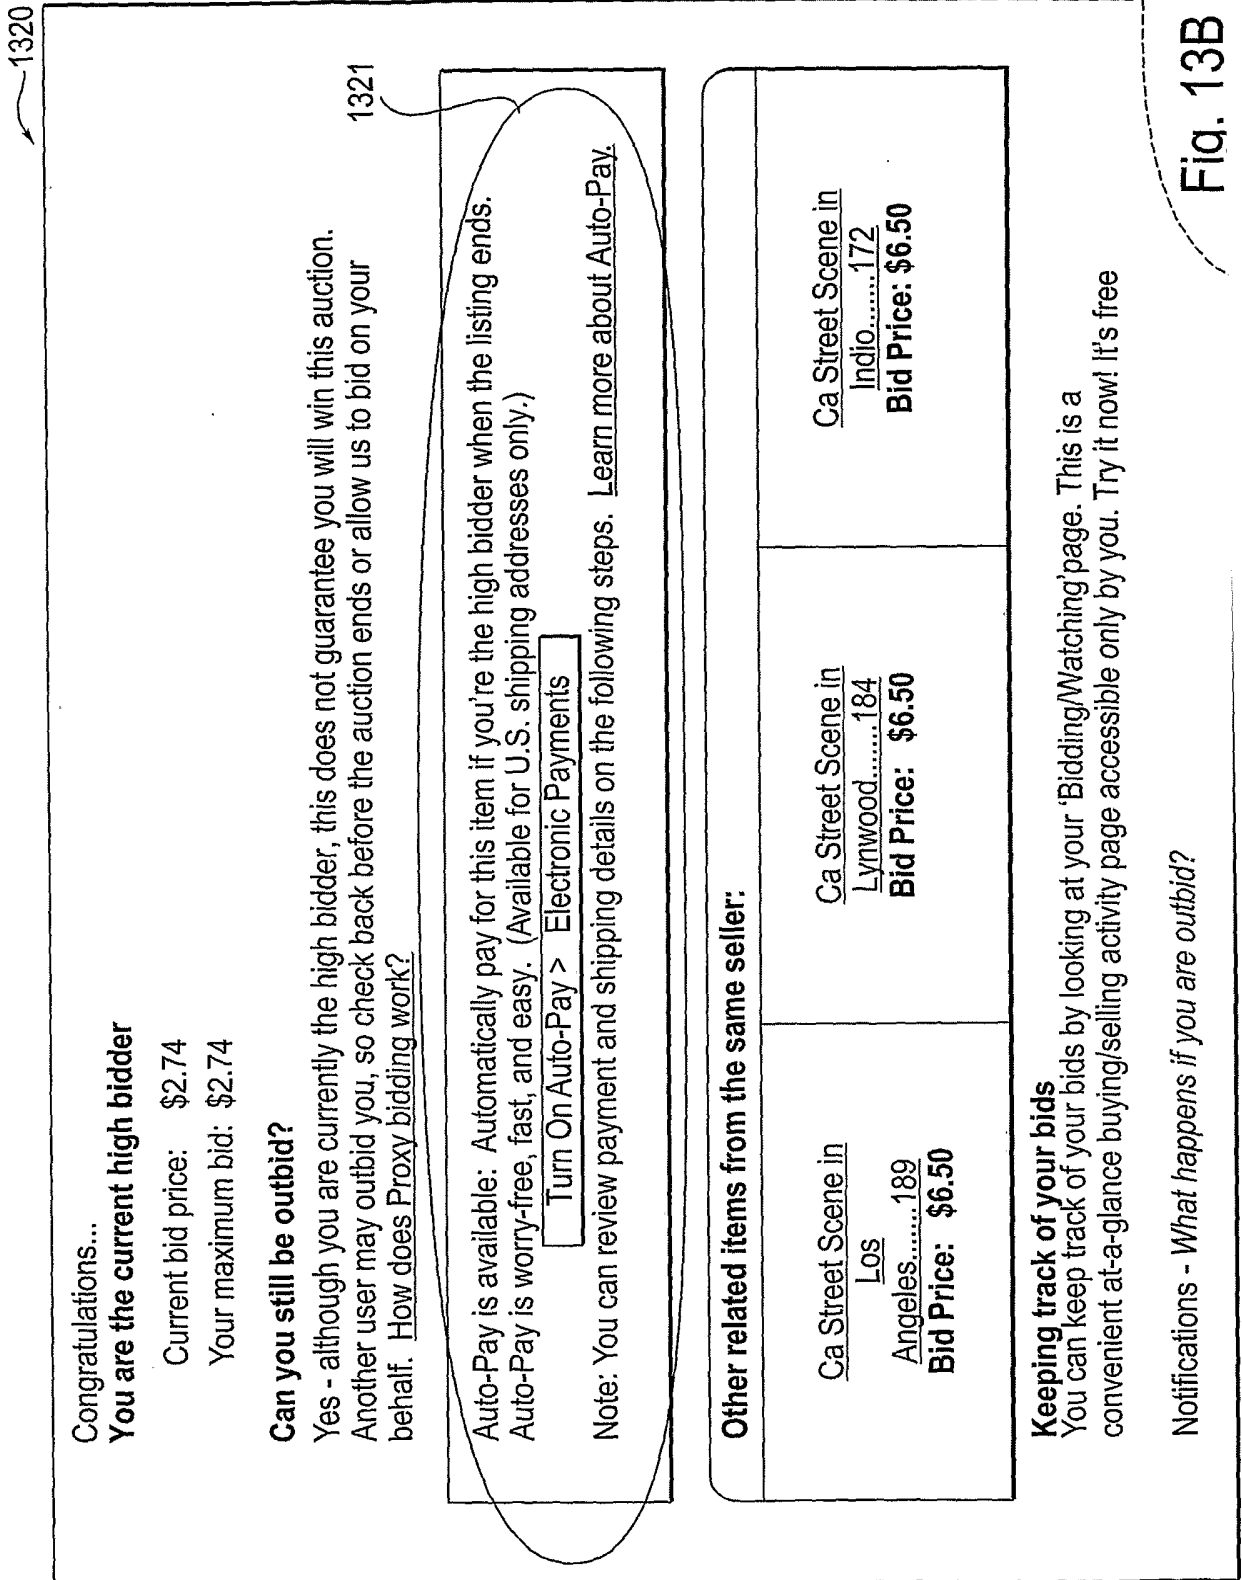 1320
Congratulations...
You are the current high bidder
Current bid price: $2.74
Your maximum bid: $2.74
Can you still be outbid?
Yes - although you are currently the high bidder, this does not guarantee you will win this auction.
Another user may outbid you, so check back before the auction ends or allow us to bid on your
behalf. How does Proxy bidding work?
1321
Auto-Pay is available: Automatically pay for this item if you're the high bidder when the listing ends.
Auto-Pay is worry-free, fast, and easy. (Available for U.S. shipping addresses only.)
Turn On Auto-Pay > Electronic Payments
Note: You can review payment and shipping details on the following steps. Learn more about Auto-Pay.
Other related items from the same seller:
Ca Street Scene in
Los
Angeles.......189
Bid Price: $6.50
Ca Street Scene in
Lynwood........184
Bid Price: $6.50
Ca Street Scene in
Indio........172
Bid Price: $6.50
Keeping track of your bids
You can keep track of your bids by looking at your 'Bidding/Watching'page. This is a
convenient at-a-glance buying/selling activity page accessible only by you. Try it now! It's free
Notifications - What happens if you are outbid?
Fig. 13B